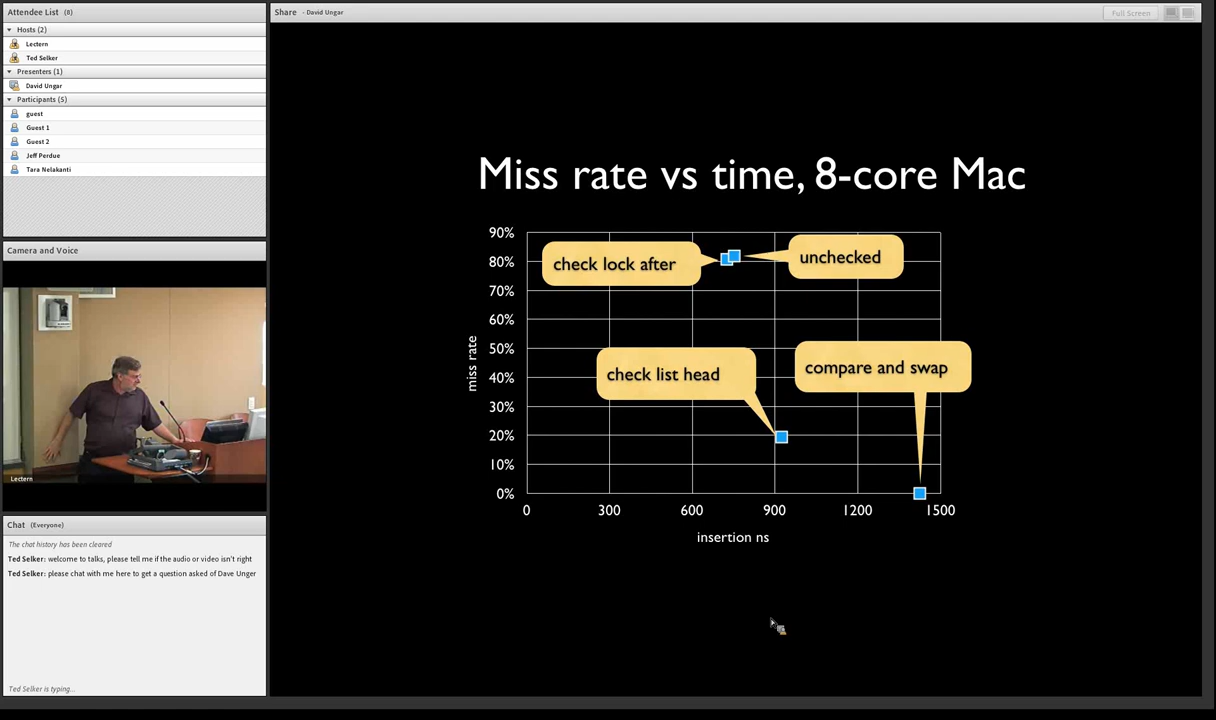 Attendee List (8)
Hosts (2)
Lectern
Ted Selker
Presenters (1)
David Ungar
Participants (5)
guest
Guest 1
Guest 2
Jeff Perdue
Tara Nelakanti
Camera and Voice
Lectern
Chat (Everyone)
The chat history has been cleared
Ted Selker: welcome to talks, please tell me if the audio or video isn't right
Ted Selker: please chat with me here to get a question asked of Dave Unger
Ted Selker is typing...
Share - David Ungar
Full Screen
Miss rate vs time, 8-core Mac
miss rate
90%
80%
70%
60%
50%
40%
30%
20%
10%
0%
check lock after
unchecked
check list head
compare and swap
0 300 600 900 1200 1500
insertion ns